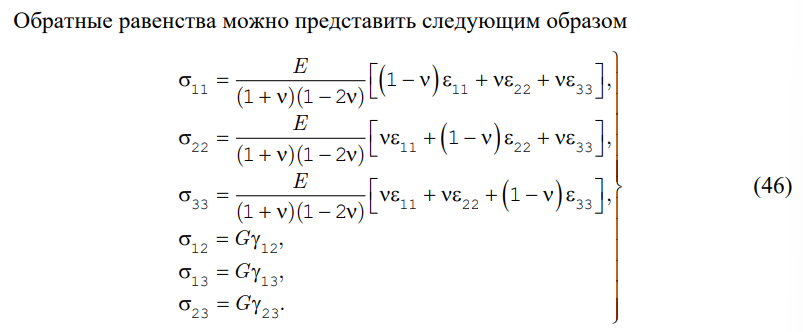 Обратные равенства можно представить следующим образом
σ₁₁ = E / ((1 + ν)(1 − 2ν)) [(1 − ν)ε₁₁ + νε₂₂ + νε₃₃],
σ₂₂ = E / ((1 + ν)(1 − 2ν)) [νε₁₁ + (1 − ν)ε₂₂ + νε₃₃],
σ₃₃ = E / ((1 + ν)(1 − 2ν)) [νε₁₁ + νε₂₂ + (1 − ν)ε₃₃],
σ₁₂ = Gγ₁₂,
σ₁₃ = Gγ₁₃,
σ₂₃ = Gγ₂₃.
(46)